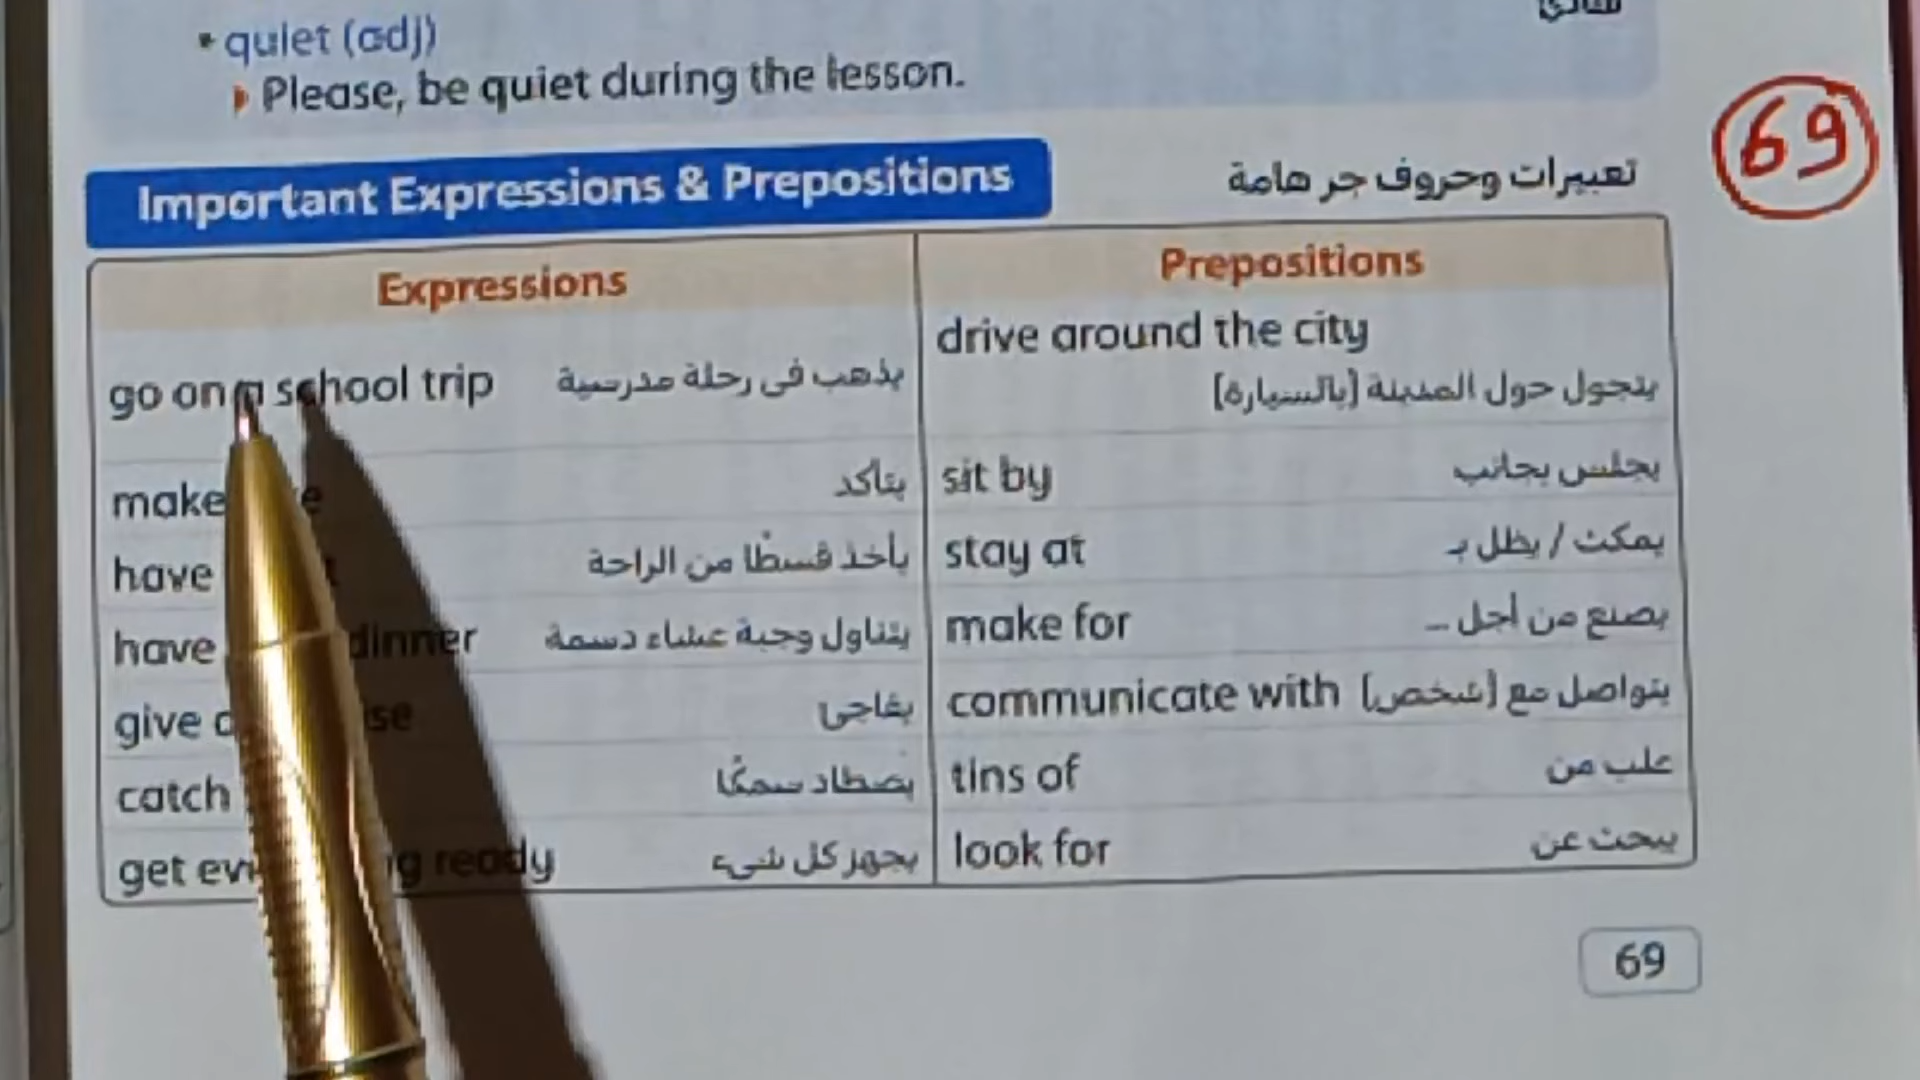 • quiet (adj)
Please, be quiet during the lesson.
69
Important Expressions & Prepositions
تعبيرات وحروف جر هامة
Expressions
Prepositions
go on a school trip يذهب فى رحلة مدرسية
drive around the city
يتجول حول المدينة (بالسيارة)
make
يتأكد
sit by يجلس بجانب
have
يأخذ قسطًا من الراحة
stay at يمكث / يظل بـ
have dinner يتناول وجبة عشاء دسمة
make for يصنع من أجل ...
give
يفاجئ
communicate with يتواصل مع (شخص)
catch
يصطاد سمكًا
tins of علب من
get ready يجهز كل شىء
look for يبحث عن
69